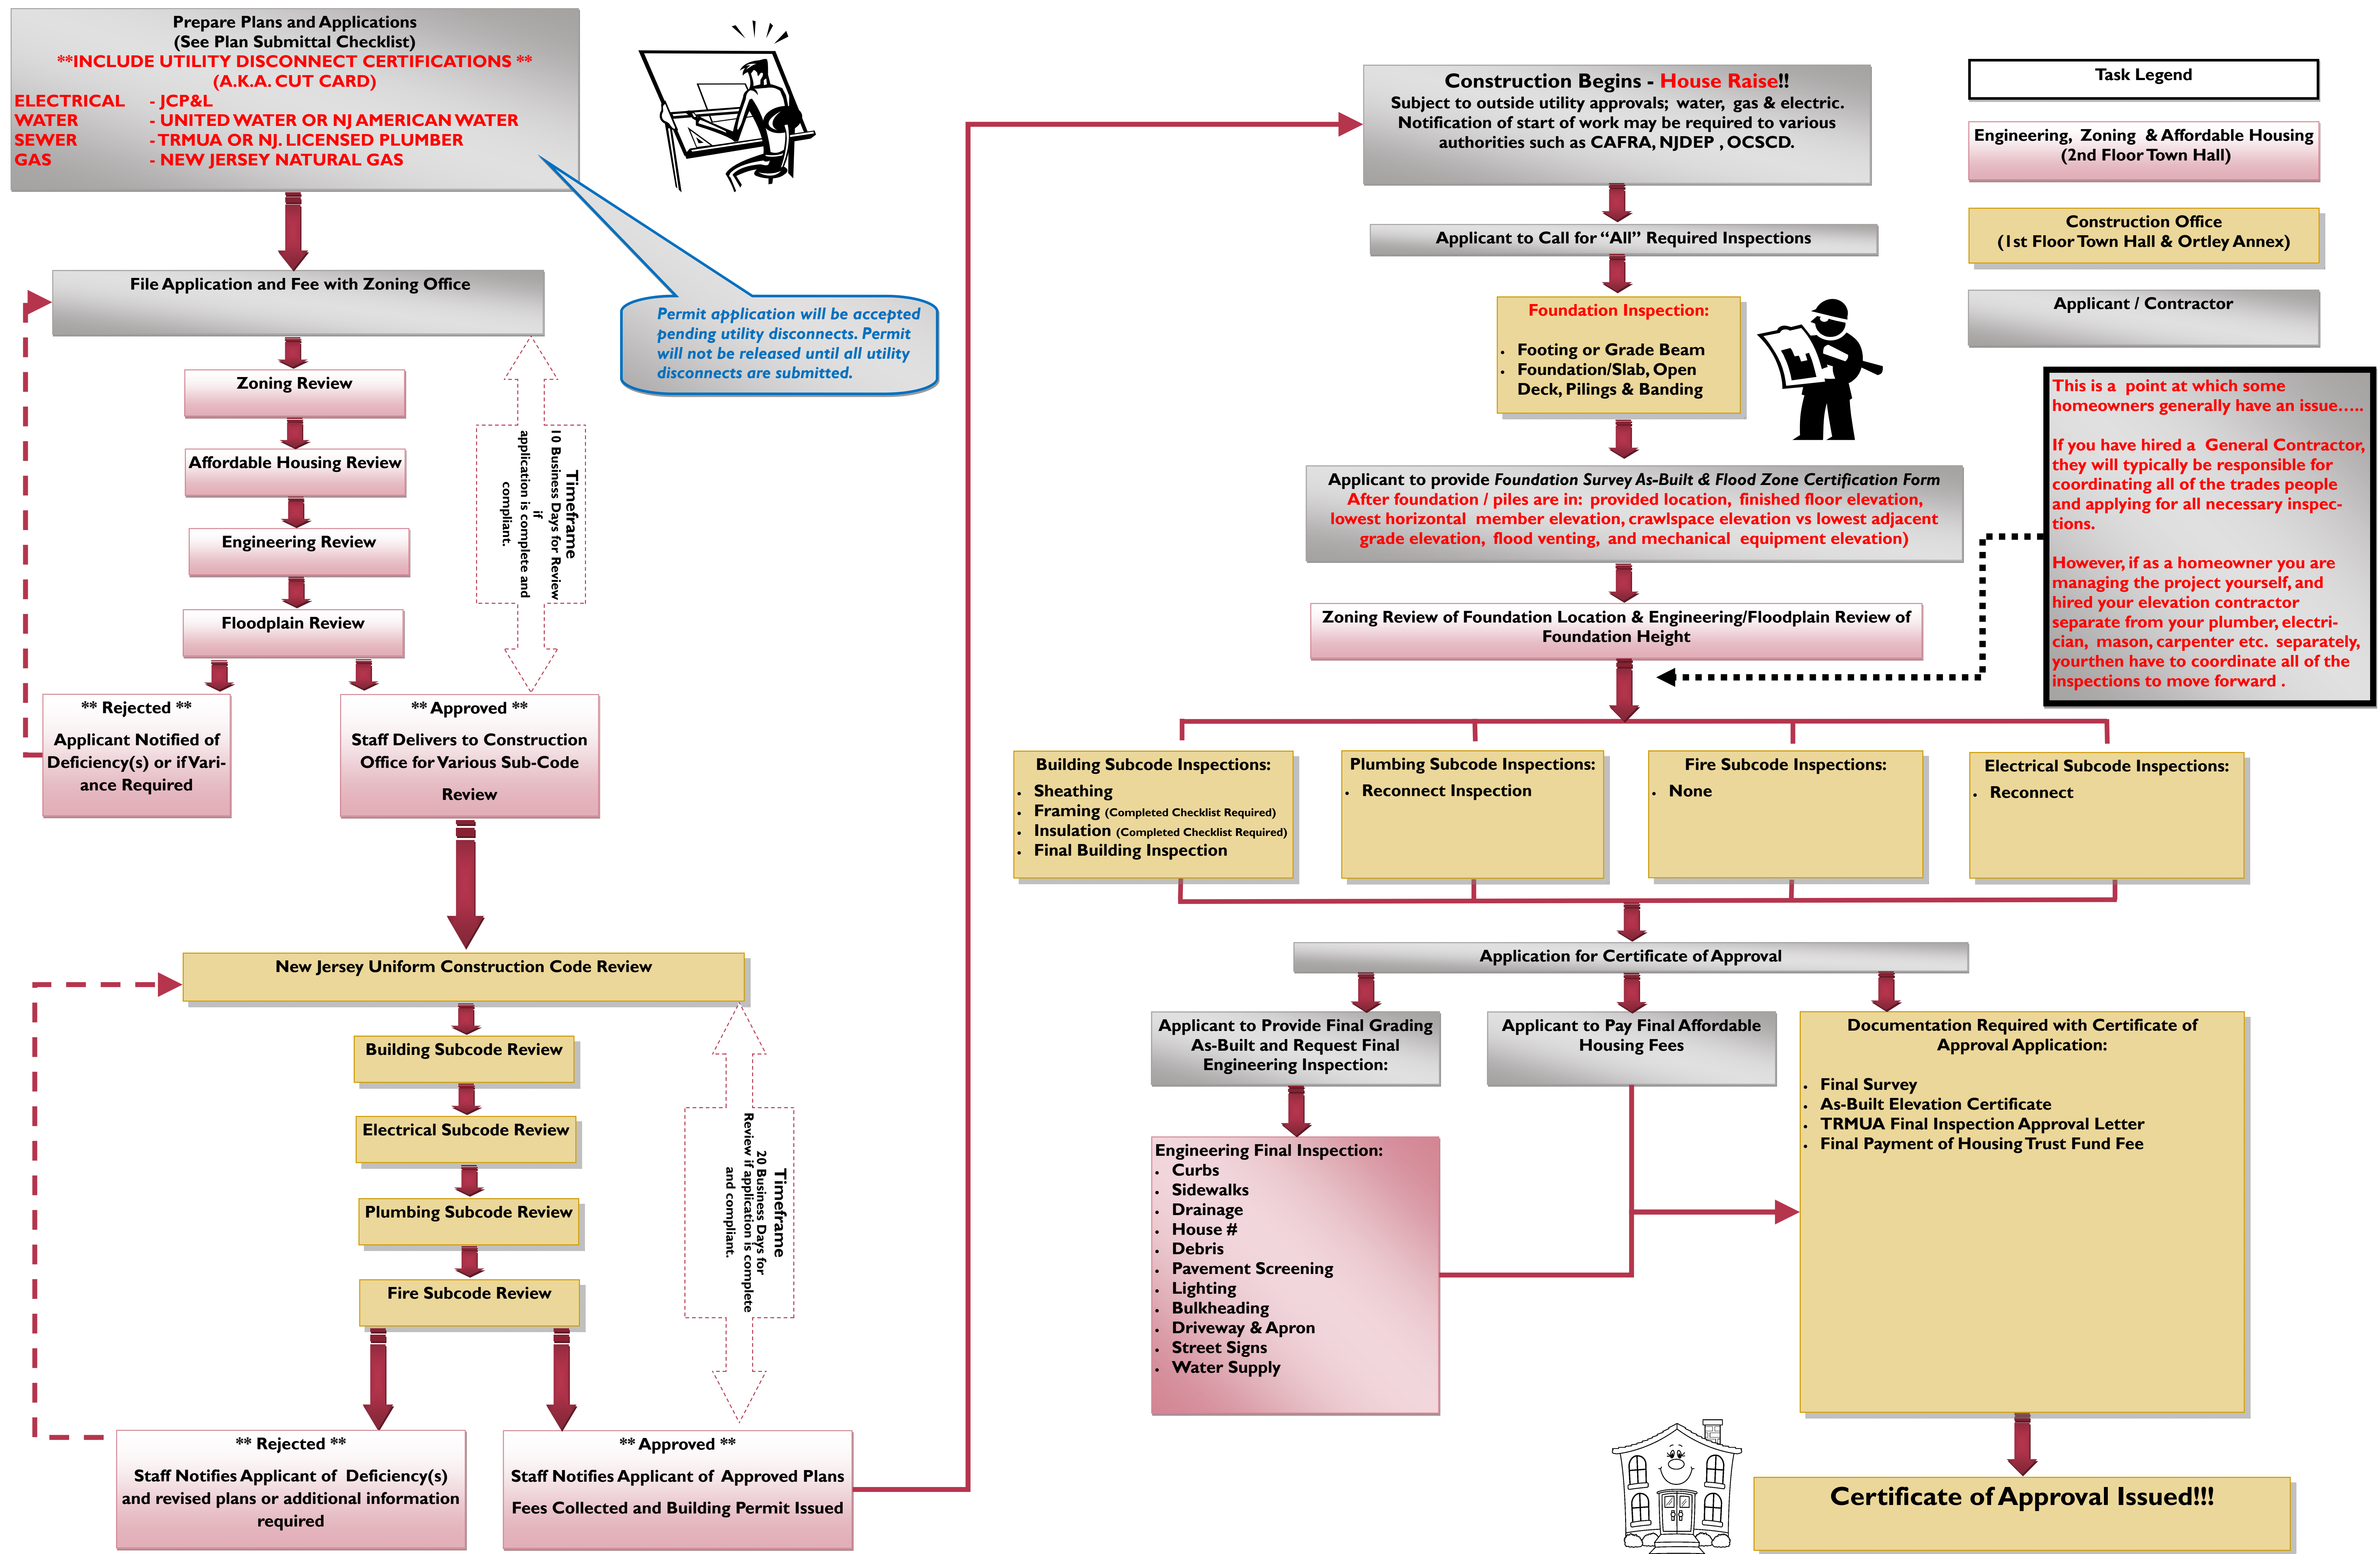 Prepare Plans and Applications
(See Plan Submittal Checklist)
**INCLUDE UTILITY DISCONNECT CERTIFICATIONS **
(A.K.A. CUT CARD)
ELECTRICAL - JCP&L
WATER - UNITED WATER OR NJ AMERICAN WATER
SEWER - TRMUA OR NJ. LICENSED PLUMBER
GAS - NEW JERSEY NATURAL GAS
Permit application will be accepted
pending utility disconnects. Permit
will not be released until all utility
disconnects are submitted.
File Application and Fee with Zoning Office
Zoning Review
Affordable Housing Review
Engineering Review
Floodplain Review
Timeframe
10 Business Days for Review
if
application is complete and
compliant.
** Rejected **
Applicant Notified of
Deficiency(s) or if Vari-
ance Required
** Approved **
Staff Delivers to Construction
Office for Various Sub-Code
Review
New Jersey Uniform Construction Code Review
Building Subcode Review
Electrical Subcode Review
Plumbing Subcode Review
Fire Subcode Review
Timeframe
20 Business Days for
Review if application is complete
and compliant.
** Rejected **
Staff Notifies Applicant of Deficiency(s)
and revised plans or additional information
required
** Approved **
Staff Notifies Applicant of Approved Plans
Fees Collected and Building Permit Issued
Construction Begins - House Raise!!
Subject to outside utility approvals; water, gas & electric.
Notification of start of work may be required to various
authorities such as CAFRA, NJDEP , OCSCD.
Applicant to Call for “All” Required Inspections
Foundation Inspection:
• Footing or Grade Beam
• Foundation/Slab, Open
Deck, Pilings & Banding
Applicant to provide Foundation Survey As-Built & Flood Zone Certification Form
After foundation / piles are in: provided location, finished floor elevation,
lowest horizontal member elevation, crawlspace elevation vs lowest adjacent
grade elevation, flood venting, and mechanical equipment elevation)
Zoning Review of Foundation Location & Engineering/Floodplain Review of
Foundation Height
Task Legend
Engineering, Zoning & Affordable Housing
(2nd Floor Town Hall)
Construction Office
(1st Floor Town Hall & Ortley Annex)
Applicant / Contractor
This is a point at which some
homeowners generally have an issue…..
If you have hired a General Contractor,
they will typically be responsible for
coordinating all of the trades people
and applying for all necessary inspec-
tions.
However, if as a homeowner you are
managing the project yourself, and
hired your elevation contractor
separate from your plumber, electri-
cian, mason, carpenter etc. separately,
yourthen have to coordinate all of the
inspections to move forward .
Building Subcode Inspections:
• Sheathing
• Framing (Completed Checklist Required)
• Insulation (Completed Checklist Required)
• Final Building Inspection
Plumbing Subcode Inspections:
• Reconnect Inspection
Fire Subcode Inspections:
• None
Electrical Subcode Inspections:
• Reconnect
Application for Certificate of Approval
Applicant to Provide Final Grading
As-Built and Request Final
Engineering Inspection:
Applicant to Pay Final Affordable
Housing Fees
Documentation Required with Certificate of
Approval Application:
• Final Survey
• As-Built Elevation Certificate
• TRMUA Final Inspection Approval Letter
• Final Payment of Housing Trust Fund Fee
Engineering Final Inspection:
• Curbs
• Sidewalks
• Drainage
• House #
• Debris
• Pavement Screening
• Lighting
• Bulkheading
• Driveway & Apron
• Street Signs
• Water Supply
Certificate of Approval Issued!!!